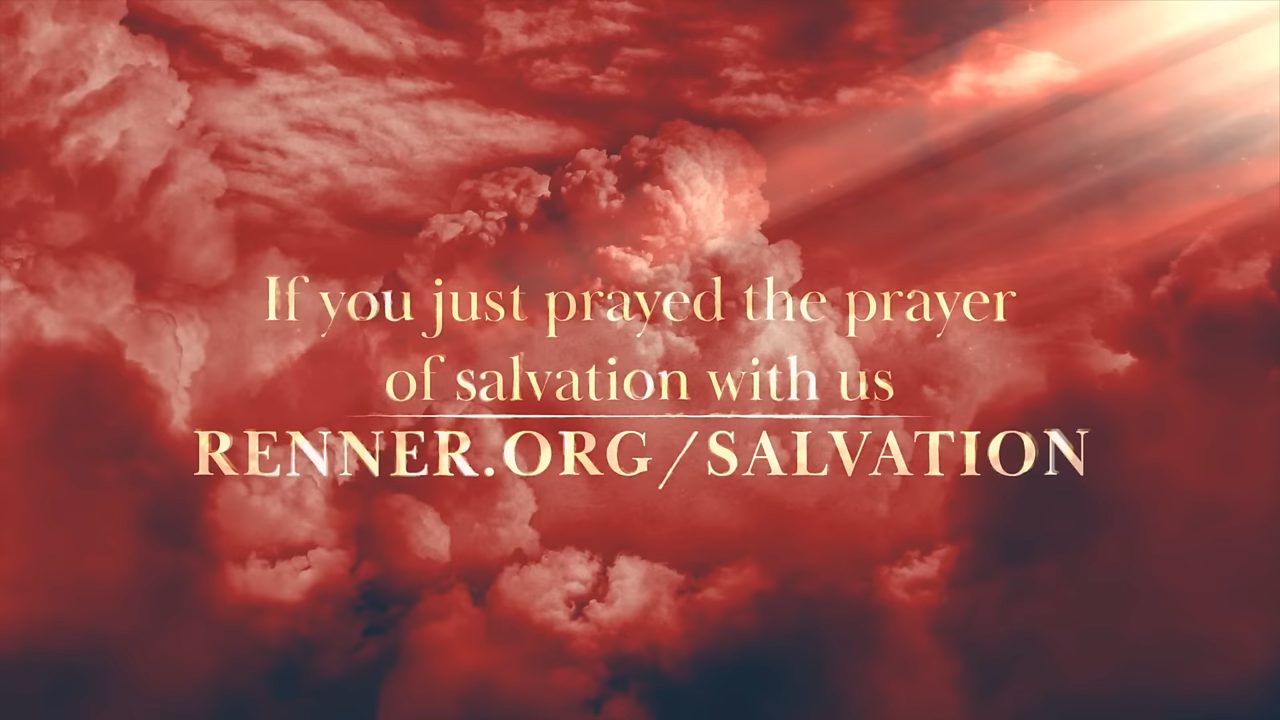 If you just prayed the prayer
of salvation with us
RENNER.ORG/SALVATION